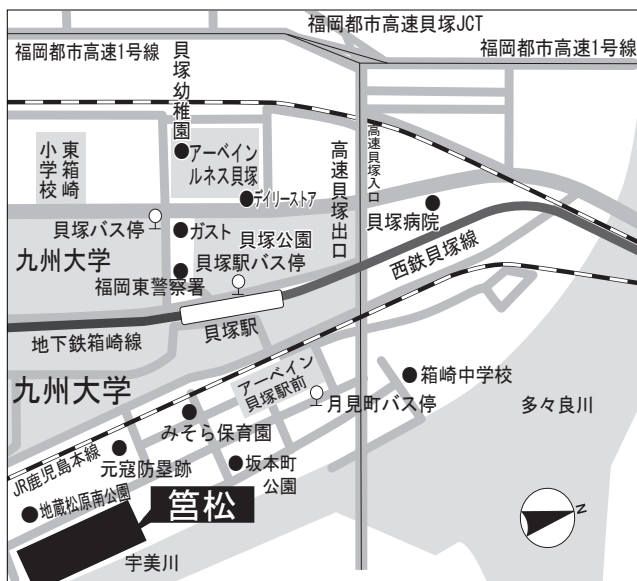 福岡都市高速貝塚JCT
福岡都市高速1号線
福岡都市高速1号線
貝塚幼稚園
高速貝塚入口
高速貝塚出口
東箱崎
小学校
アーベイン
ルネス貝塚
デイリーストア
貝塚病院
貝塚バス停
ガスト
貝塚公園
九州大学
貝塚駅バス停
福岡東警察署
西鉄貝塚線
貝塚駅
地下鉄箱崎線
九州大学
アーベイン
貝塚駅前
箱崎中学校
月見町バス停
多々良川
みそら保育園
JR鹿児島本線
元寇防塁跡
坂本町
公園
地蔵松原南公園
筥松
宇美川
N